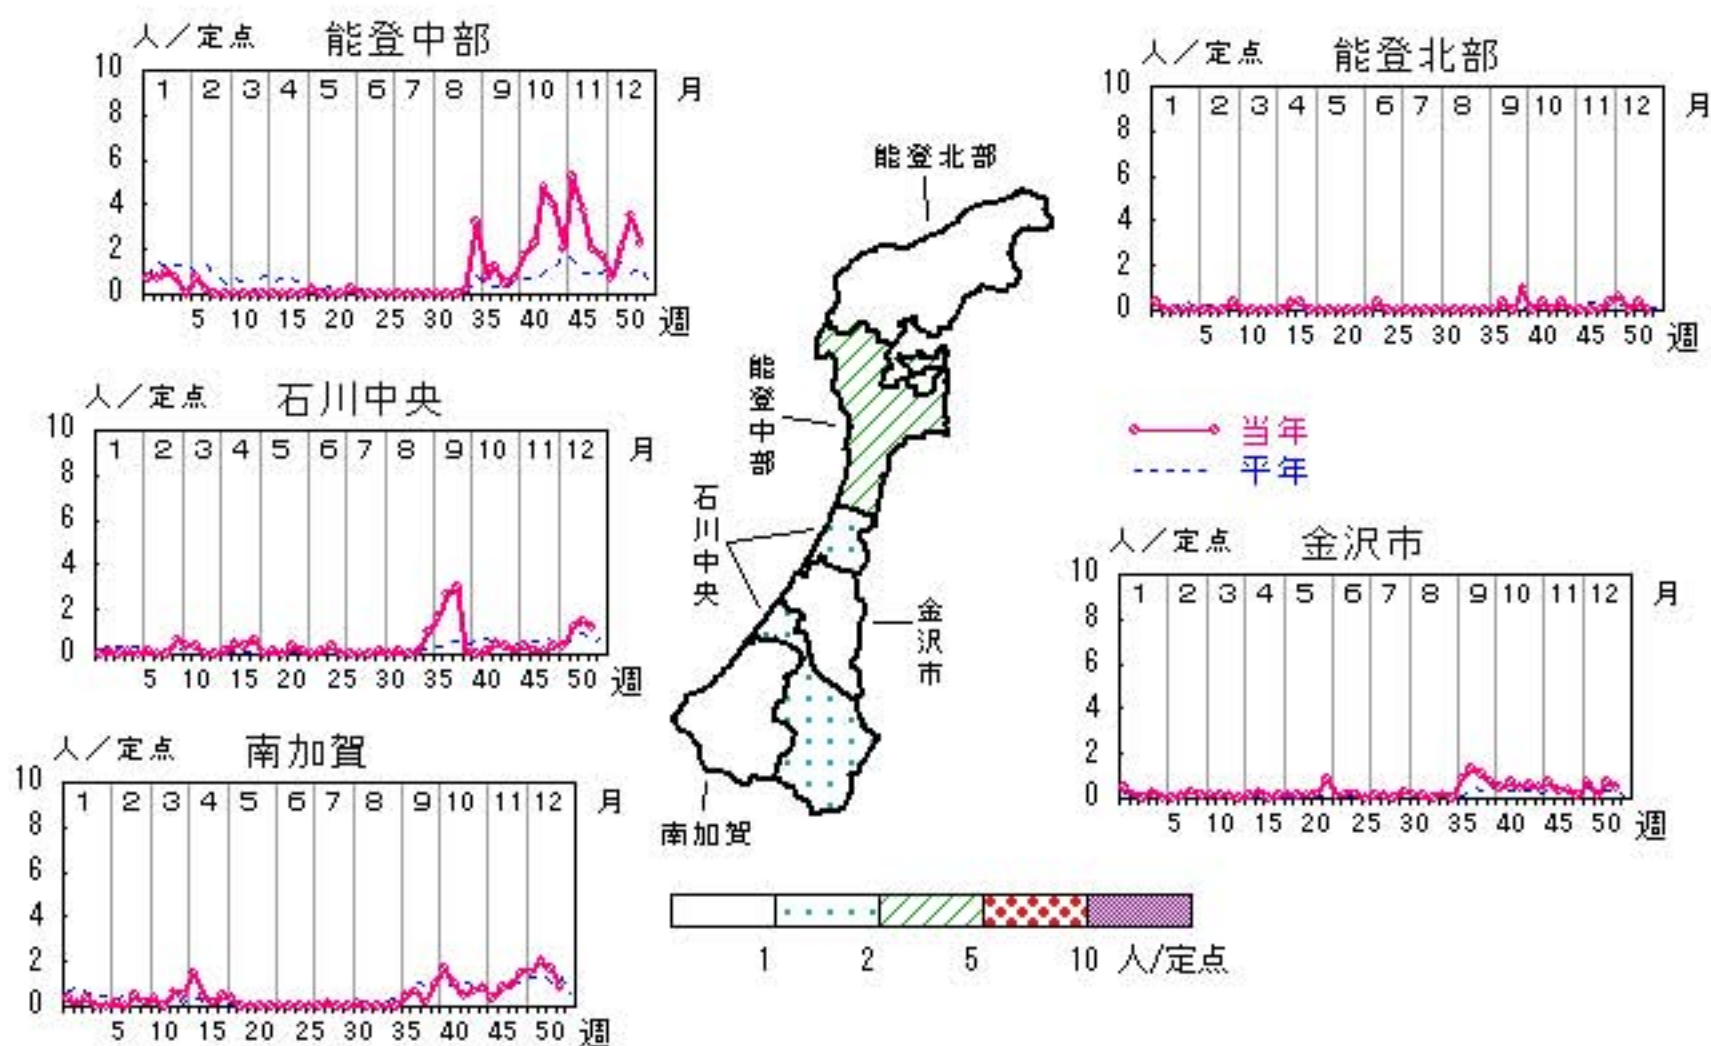 人／定点 能登中部
10 8 6 4 2 0
1 2 3 4 5 6 7 8 9 10 11 12 月
5 10 15 20 25 30 35 40 45 50 週
人／定点 能登北部
10 8 6 4 2 0
1 2 3 4 5 6 7 8 9 10 11 12 月
5 10 15 20 25 30 35 40 45 50 週
人／定点 石川中央
10 8 6 4 2 0
1 2 3 4 5 6 7 8 9 10 11 12 月
5 10 15 20 25 30 35 40 45 50 週
当年
平年
人／定点 金沢市
10 8 6 4 2 0
1 2 3 4 5 6 7 8 9 10 11 12 月
5 10 15 20 25 30 35 40 45 50 週
人／定点 南加賀
10 8 6 4 2 0
1 2 3 4 5 6 7 8 9 10 11 12 月
5 10 15 20 25 30 35 40 45 50 週
能登北部
能登中部
石川中央
金沢市
南加賀
1 2 5 10 人/定点